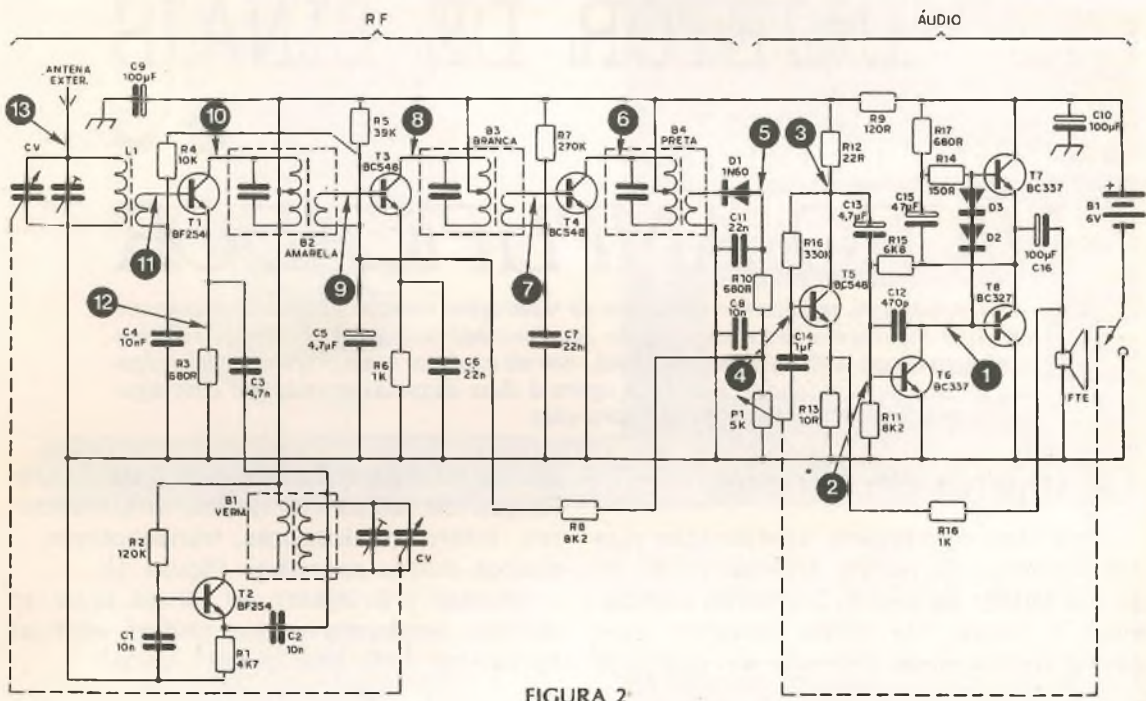 RF
ÁUDIO
ANTENA
EXTER.
C9
100µF
13
CV
L1
R4
10K
10
11
T1
BF254
12
C4
10nF
R3
680R
C3
4,7n
B2
AMARELA
R5
39K
T3
BC548
8
9
C5
4,7µF
R6
1K
C6
22n
B3
BRANCA
R7
270K
7
T4
BC548
C7
22n
6
B4
PRETA
D1
1N60
5
C11
22n
R10
680R
C8
10n
4
P1
5K
3
R12
22R
R16
330K
T5
BC548
C14
1µF
R13
10R
R9
120R
C13
4,7µF
R17
680R
C15
47µF
R14
150R
R15
6K8
C12
470p
D3
D2
T7
BC337
T8
BC327
1
T6
BC337
R11
8K2
2
C10
100µF
C16
100µF
B1
6V
FTE
R8
8K2
R18
1K
B1
VERM.
R2
120K
T2
BF254
C1
10n
C2
10n
R1
4K7
CV
FIGURA 2